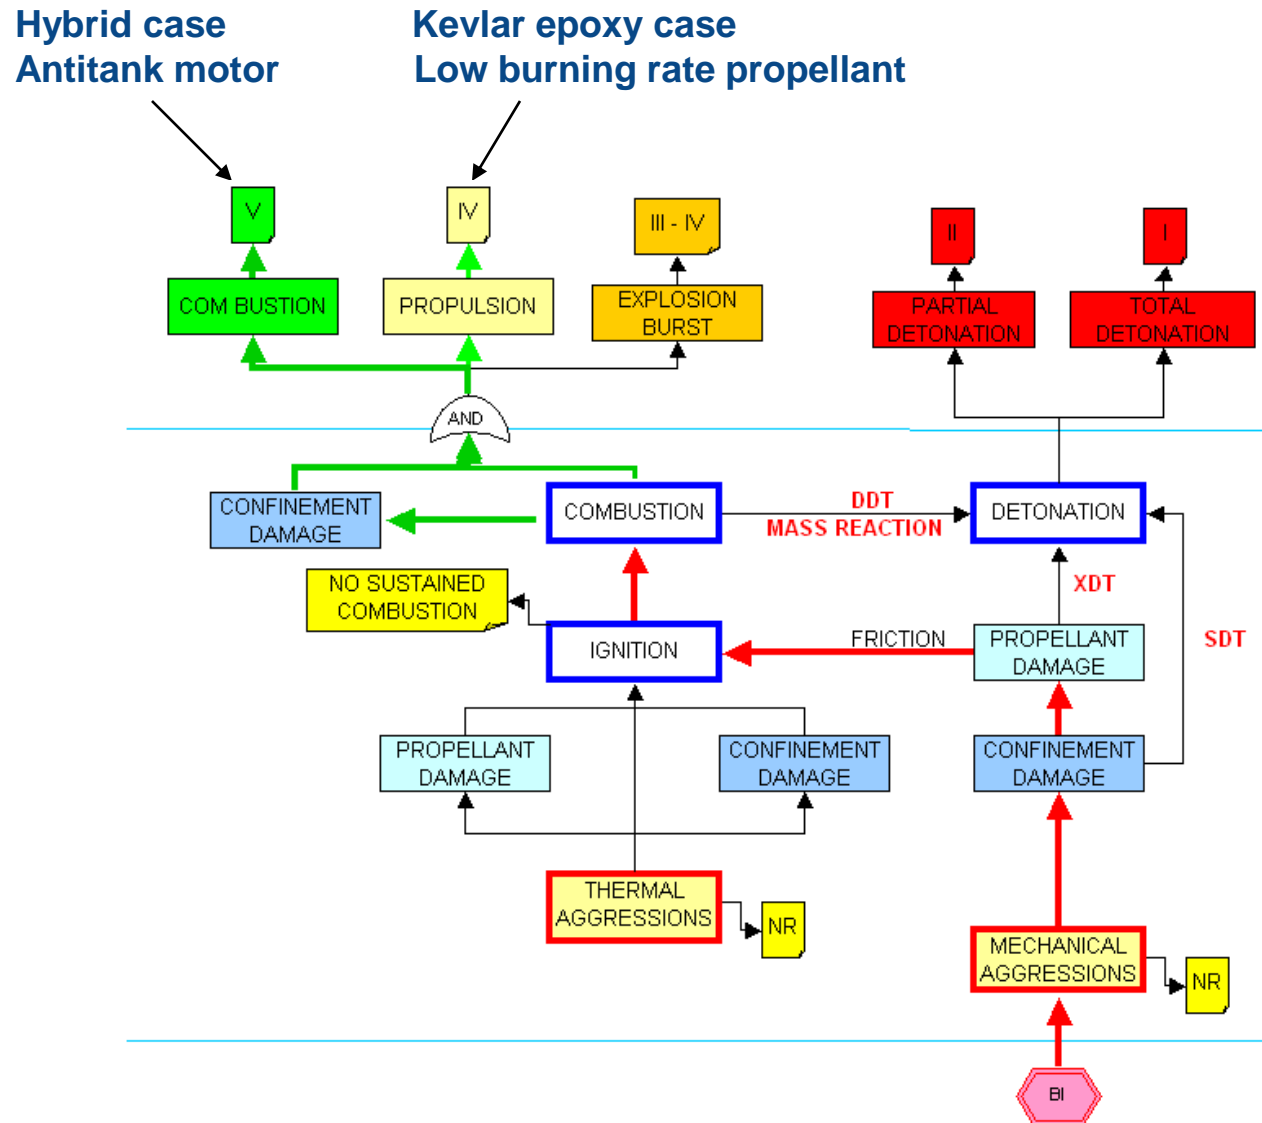 Hybrid case
Antitank motor
Kevlar epoxy case
Low burning rate propellant
V
IV
III - IV
II
I
COM BUSTION
PROPULSION
EXPLOSION
BURST
PARTIAL
DETONATION
TOTAL
DETONATION
AND
CONFINEMENT
DAMAGE
COMBUSTION
DDT
MASS REACTION
DETONATION
NO SUSTAINED
COMBUSTION
XDT
IGNITION
FRICTION
PROPELLANT
DAMAGE
SDT
PROPELLANT
DAMAGE
CONFINEMENT
DAMAGE
CONFINEMENT
DAMAGE
THERMAL
AGGRESSIONS
NR
MECHANICAL
AGGRESSIONS
NR
BI